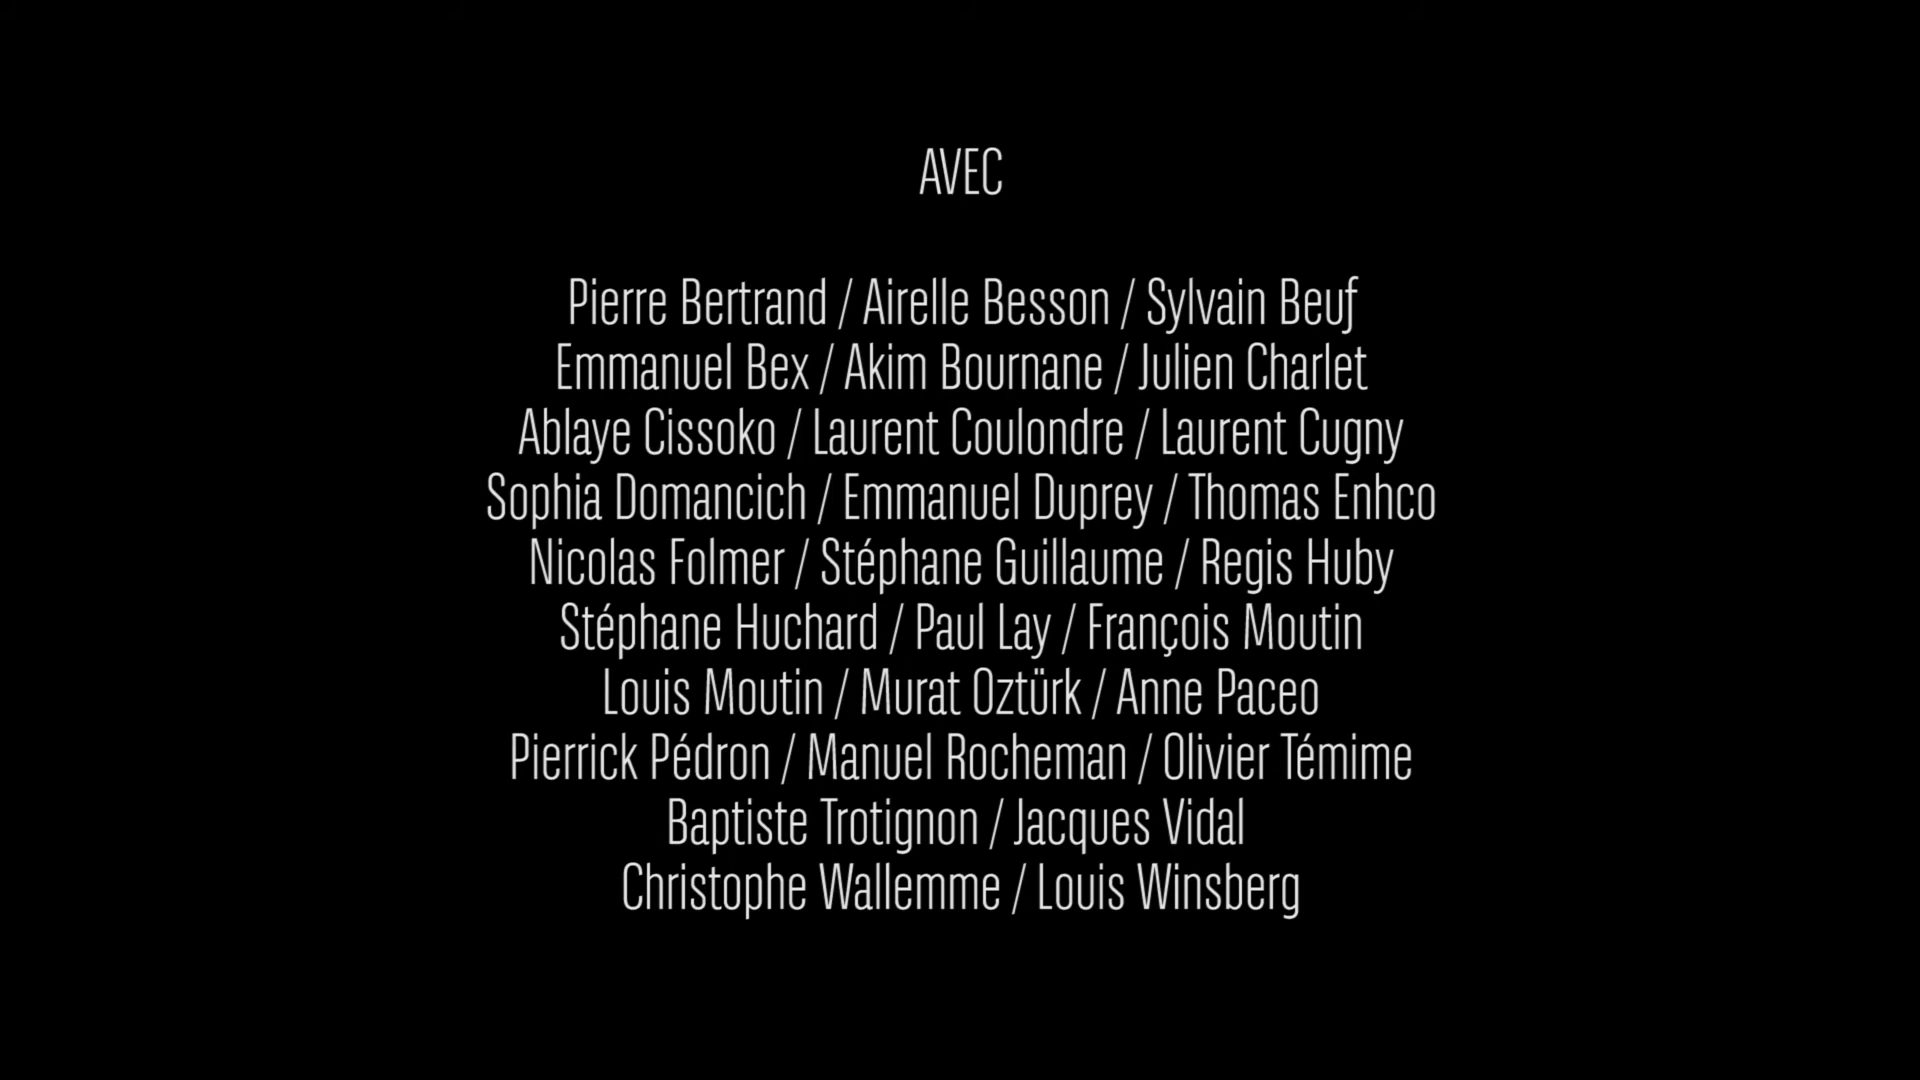 AVEC
Pierre Bertrand / Airelle Besson / Sylvain Beuf
Emmanuel Bex / Akim Bournane / Julien Charlet
Ablaye Cissoko / Laurent Coulondre / Laurent Cugny
Sophia Domancich / Emmanuel Duprey / Thomas Enhco
Nicolas Folmer / Stéphane Guillaume / Regis Huby
Stéphane Huchard / Paul Lay / François Moutin
Louis Moutin / Murat Oztürk / Anne Paceo
Pierrick Pédron / Manuel Rocheman / Olivier Témime
Baptiste Trotignon / Jacques Vidal
Christophe Wallemme / Louis Winsberg